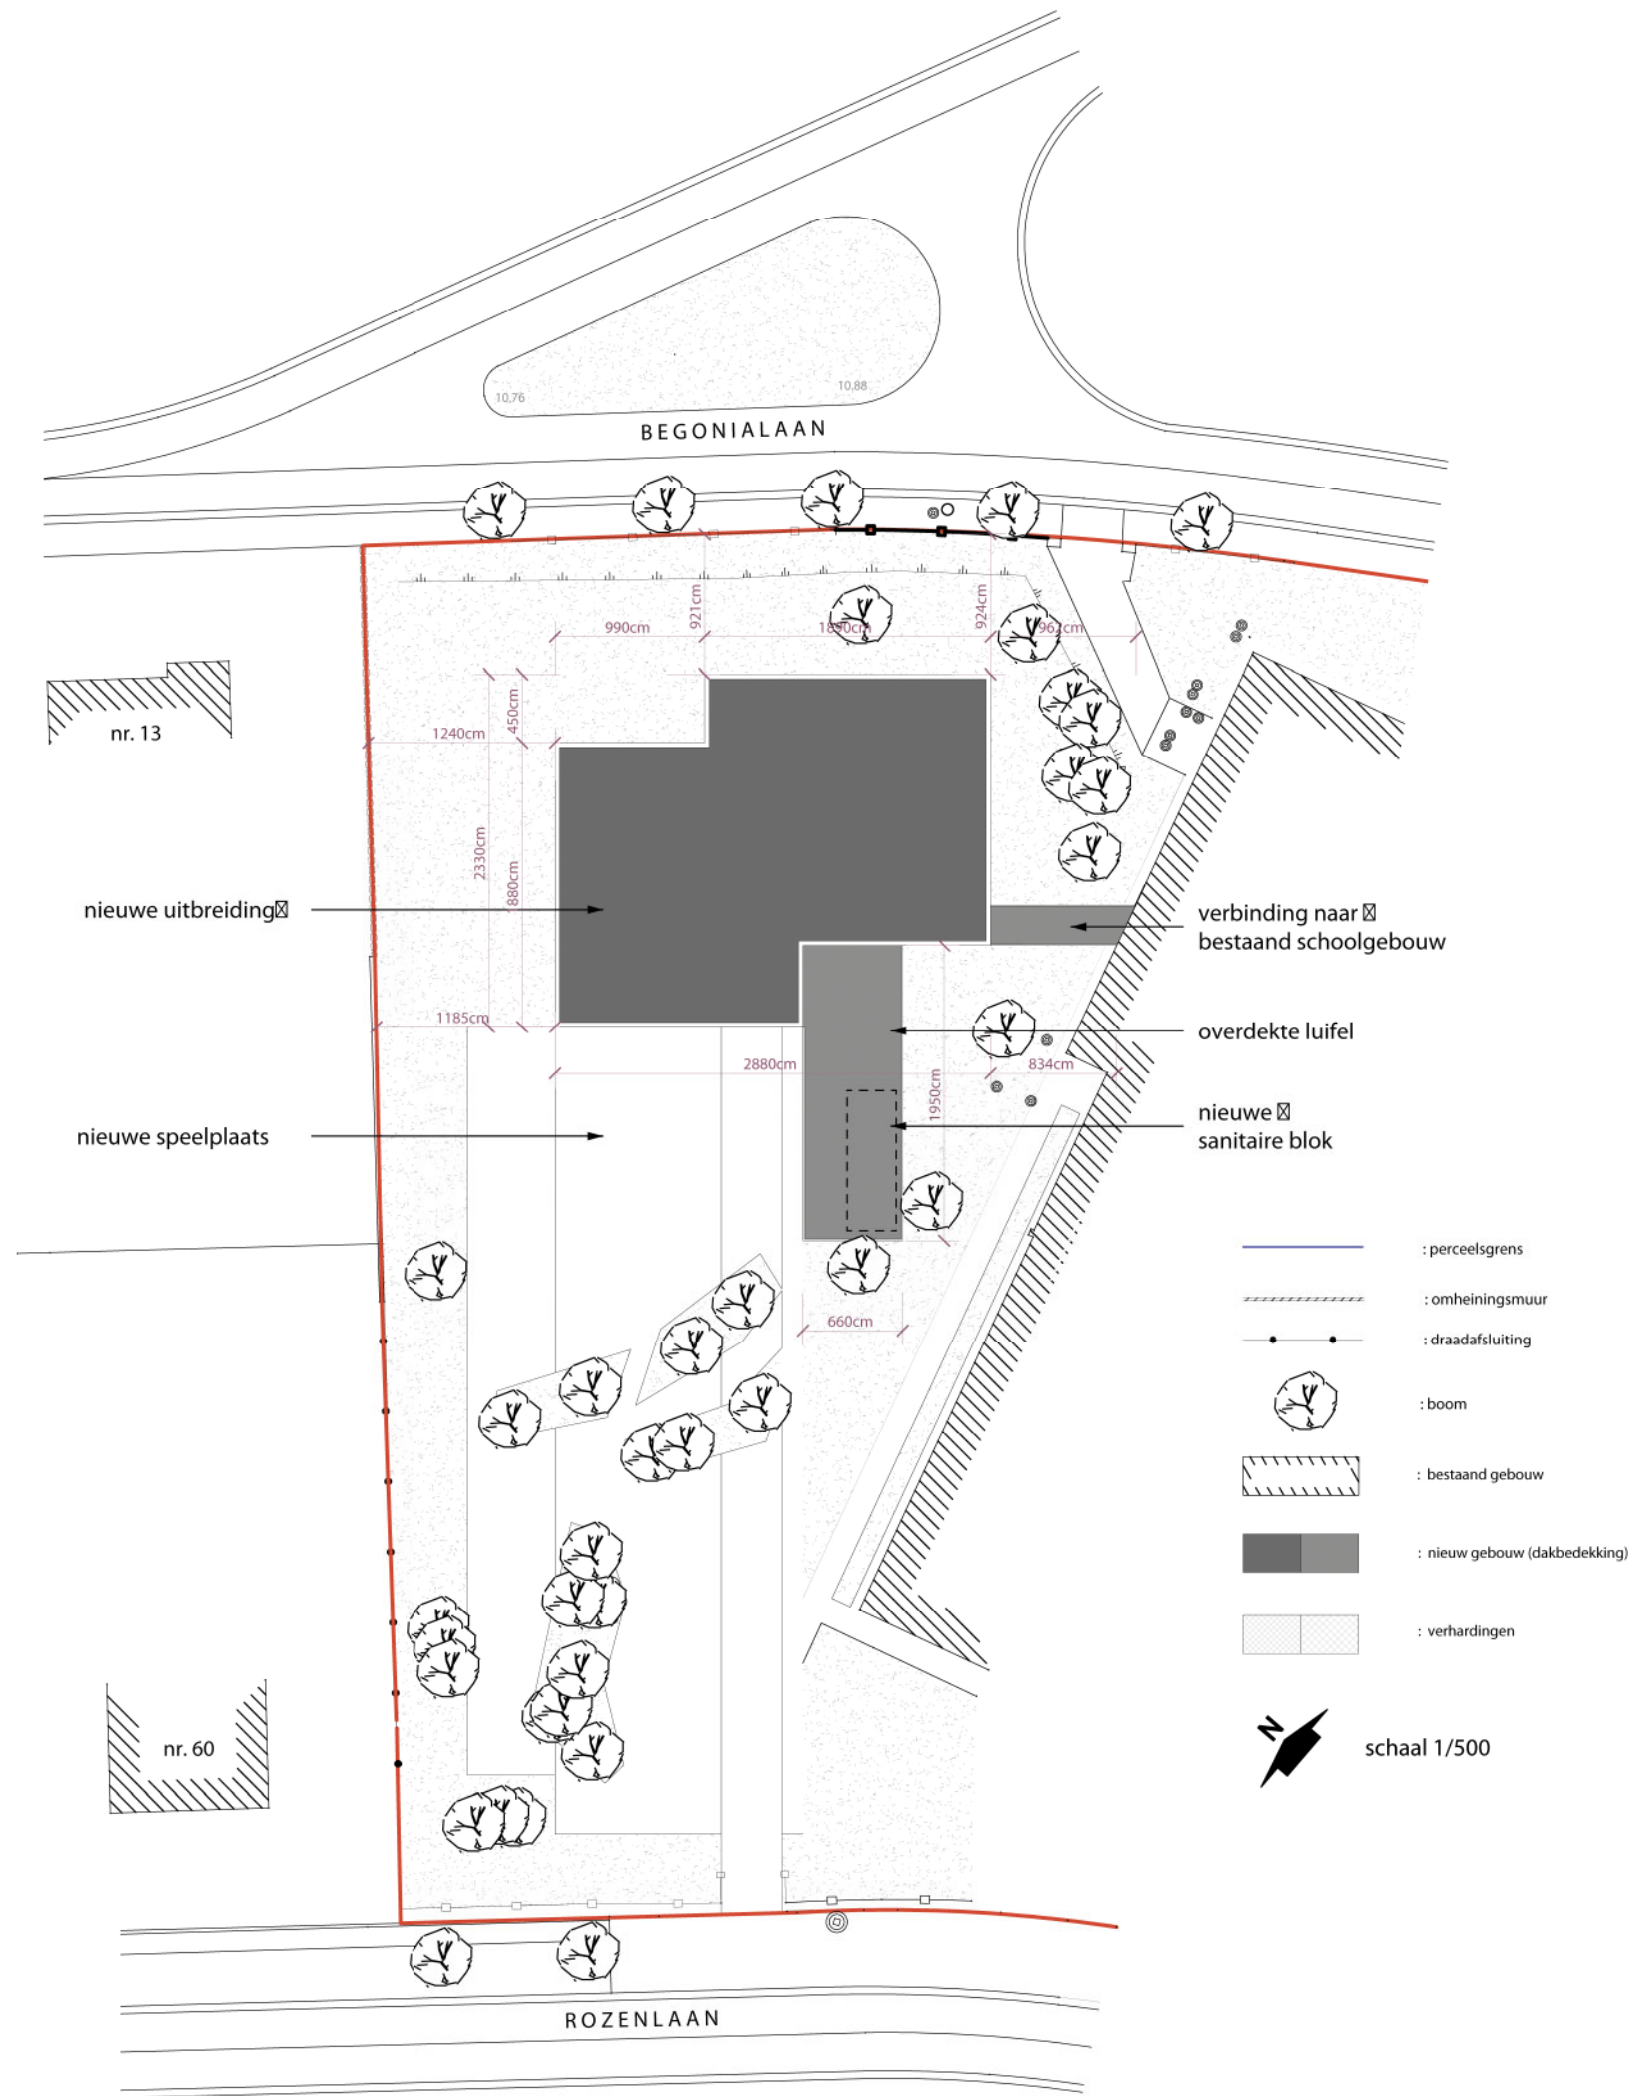 10,76
10,88
BEGONIALAAN
921cm
924cm
990cm
1890cm
962cm
450cm
nr. 13
1240cm
2330cm
880cm
nieuwe uitbreiding
verbinding naar
bestaand schoolgebouw
1185cm
overdekte luifel
2880cm
834cm
1950cm
nieuwe
sanitaire blok
nieuwe speelplaats
: perceelsgrens
: omheiningsmuur
660cm
: draadafsluiting
: boom
: bestaand gebouw
: nieuw gebouw (dakbedekking)
: verhardingen
N
nr. 60
schaal 1/500
ROZENLAAN